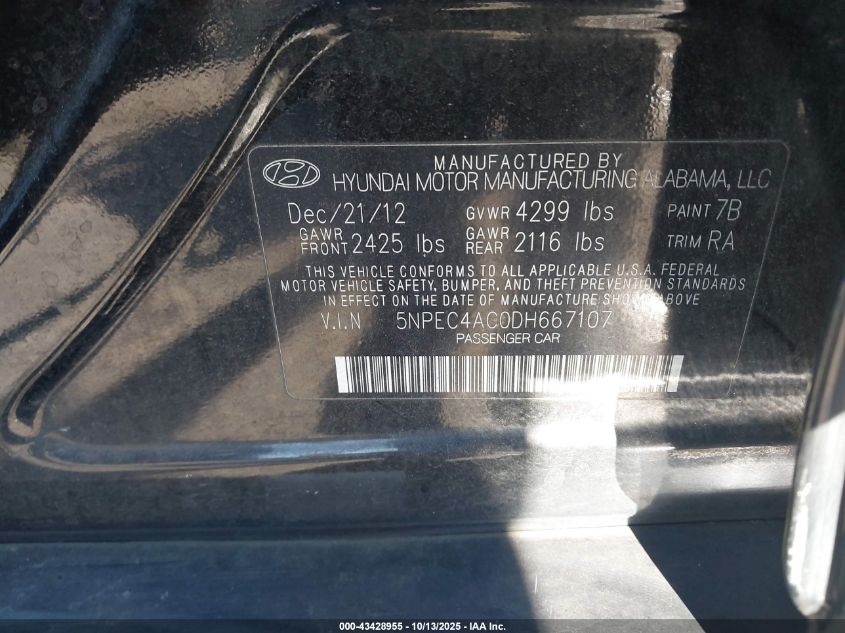 MANUFACTURED BY
HYUNDAI MOTOR MANUFACTURING ALABAMA, LLC
Dec/21/12 GVWR 4299 lbs PAINT 7B
GAWR FRONT 2425 lbs GAWR REAR 2116 lbs TRIM RA
THIS VEHICLE CONFORMS TO ALL APPLICABLE U.S.A. FEDERAL
MOTOR VEHICLE SAFETY, BUMPER, AND THEFT PREVENTION STANDARDS
IN EFFECT ON THE DATE OF MANUFACTURE SHOWN ABOVE
V.I.N 5NPEC4AC0DH667107
PASSENGER CAR
000-43428955 - 10/13/2025 - IAA Inc.